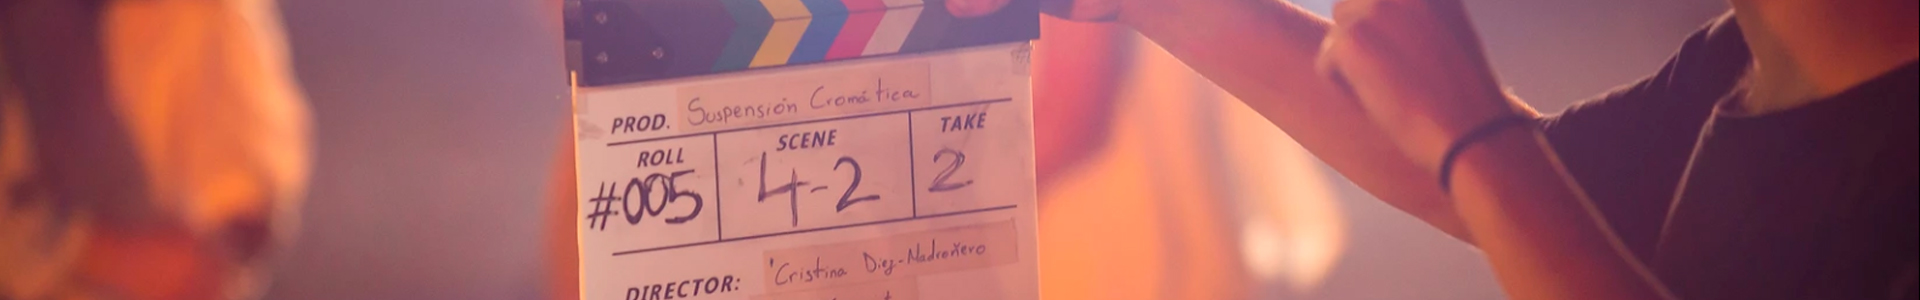 PROD. Suspensión Cromática
ROLL SCENE TAKE
#005 4-2 2
DIRECTOR: Cristina Diez-Madroñero